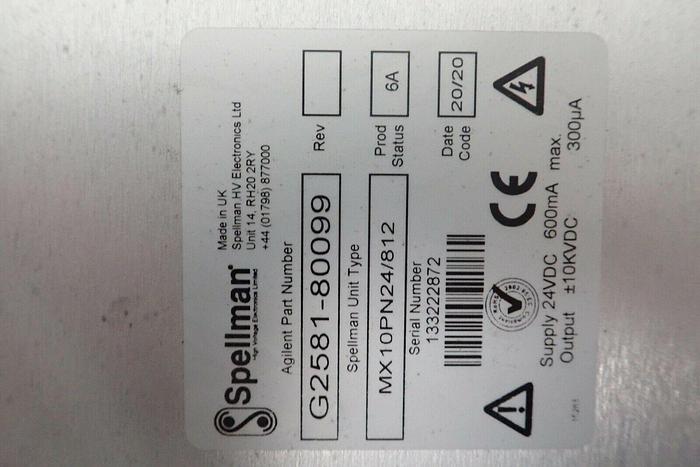 Spellman
High Voltage Electronics Limited
Made in UK
Spellman HV Electronics Ltd
Unit 14, RH20 2RY
+44 (01798) 877000
Agilent Part Number
G2581-80099
Rev
Spellman Unit Type
MX10PN24/812
Prod
Status
6A
Serial Number
133222872
Date
Code
20/20
CE
Supply 24VDC 600mA max.
Output ±10KVDC 300µA